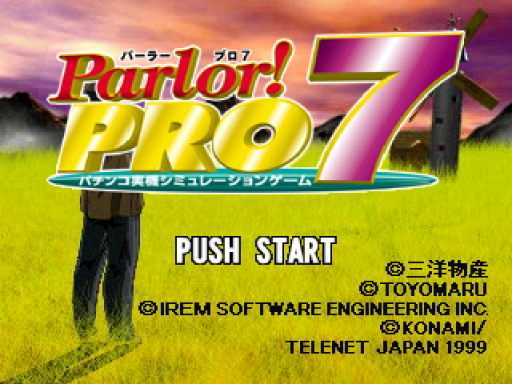 パーラー プロ7
Parlor!
PRO 7
パチンコ実機シミュレーションゲーム
PUSH START
©三洋物産
©TOYOMARU
©IREM SOFTWARE ENGINEERING INC.
©KONAMI/
TELENET JAPAN 1999